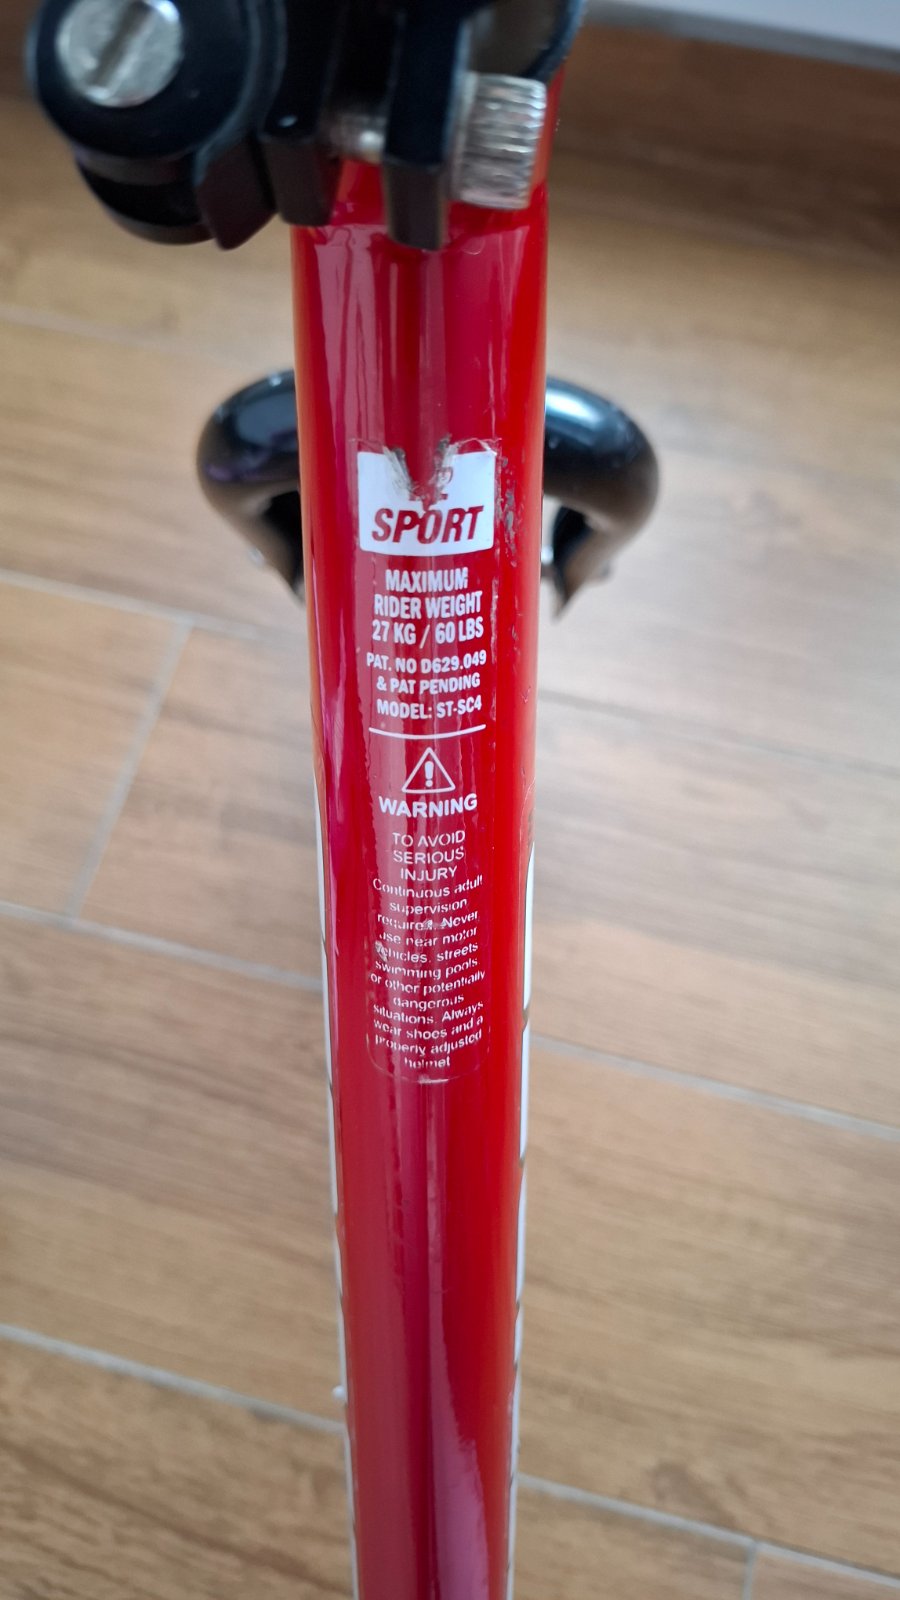 SPORT
MAXIMUM
RIDER WEIGHT
27 KG / 60 LBS
PAT. NO D629.049
& PAT PENDING
MODEL: ST-SC4
WARNING
TO AVOID
SERIOUS
INJURY
Continuous adult
supervision
required. Never
use near motor
vehicles, streets
swimming pools
or other potentially
dangerous
situations. Always
wear shoes and a
properly adjusted
helmet